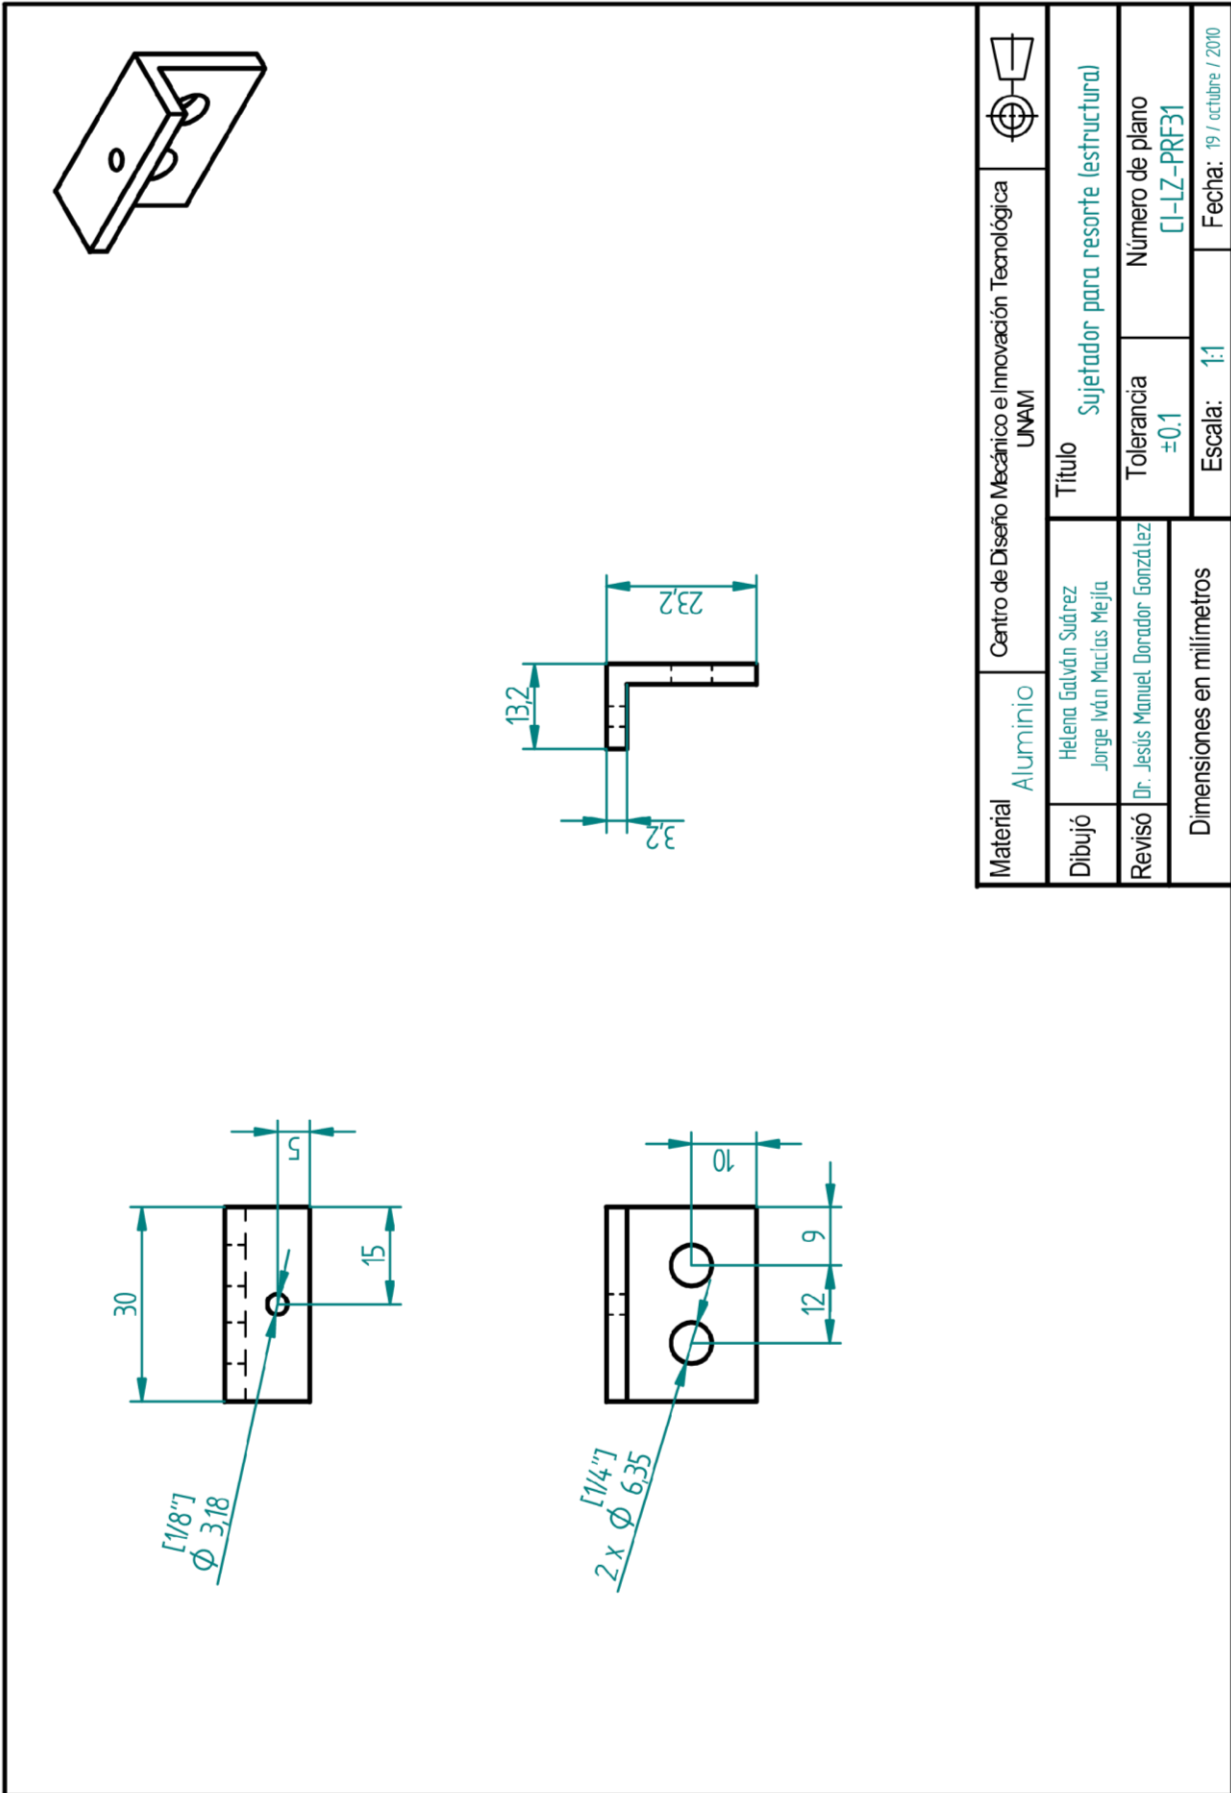 30
15
5
[1/8"]
ϕ 3,18
[1/4"]
2 x ϕ 6,35
12
9
10
13,2
23,2
3,2
Material
Aluminio
Centro de Diseño Mecánico e Innovación Tecnológica
UNAM
Dibujó
Helena Galván Suárez
Jorge Iván Macías Mejía
Título
Sujetador para resorte (estructura)
Revisó
Dr. Jesús Manuel Dorador González
Tolerancia
±0.1
Número de plano
CI-LZ-PRF31
Dimensiones en milímetros
Escala: 1:1
Fecha: 19 / octubre / 2010